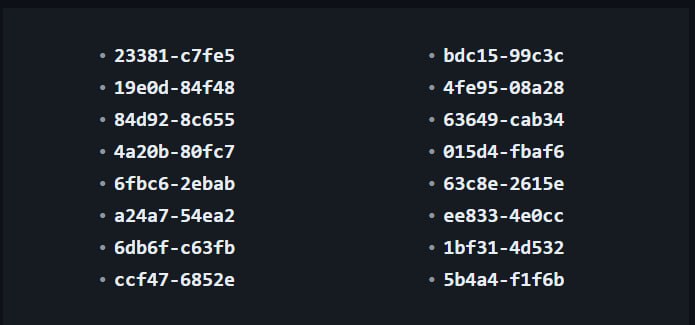 • 23381-c7fe5
• 19e0d-84f48
• 84d92-8c655
• 4a20b-80fc7
• 6fbc6-2ebab
• a24a7-54ea2
• 6db6f-c63fb
• ccf47-6852e
• bdc15-99c3c
• 4fe95-08a28
• 63649-cab34
• 015d4-fbaf6
• 63c8e-2615e
• ee833-4e0cc
• 1bf31-4d532
• 5b4a4-f1f6b